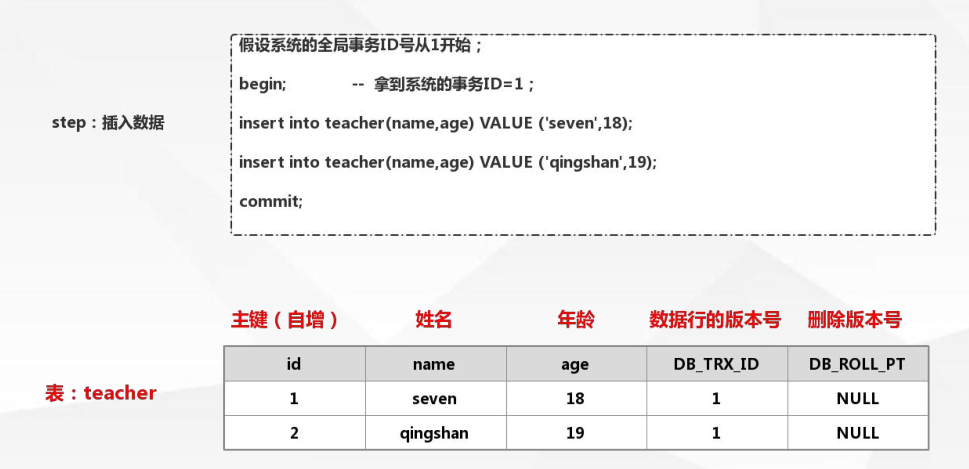 假设系统的全局事务ID号从1开始；
begin; -- 拿到系统的事务ID=1；
step：插入数据
insert into teacher(name,age) VALUE ('seven',18);
insert into teacher(name,age) VALUE ('qingshan',19);
commit;
主键（自增） 姓名 年龄 数据行的版本号 删除版本号
id name age DB_TRX_ID DB_ROLL_PT
表：teacher
1 seven 18 1 NULL
2 qingshan 19 1 NULL